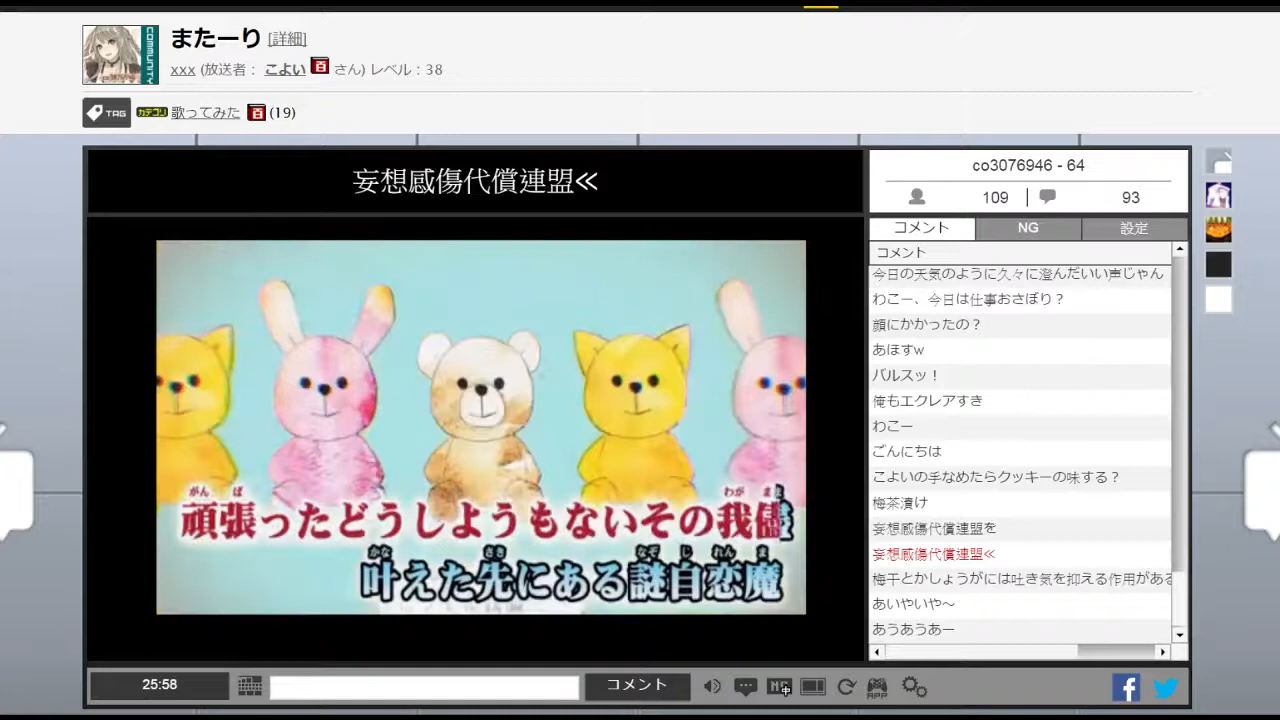 またーり [詳細]
COMMUNITY
xxx (放送者： こよい 百 さん) レベル：38
TAG カテゴリ 歌ってみた 百 (19)
妄想感傷代償連盟≪
co3076946 - 64
109 | 93
コメント NG 設定
コメント
今日の天気のように久々に澄んだいい声じゃん
わこー、今日は仕事おさぼり？
顔にかかったの？
あほすw
バルスッ！
俺もエクレアすき
わこー
ごんにちは
こよいの手なめたらクッキーの味する？
梅茶漬け
妄想感傷代償連盟を
妄想感傷代償連盟≪
梅干とかしょうがには吐き気を抑える作用がある
あいやいや～
あうあうあー
がん ば わが まま
頑張ったどうしようもないその我儘
かな さき なぞ じ れん ま
叶えた先にある謎自恋魔
25:58
コメント
NG
APP